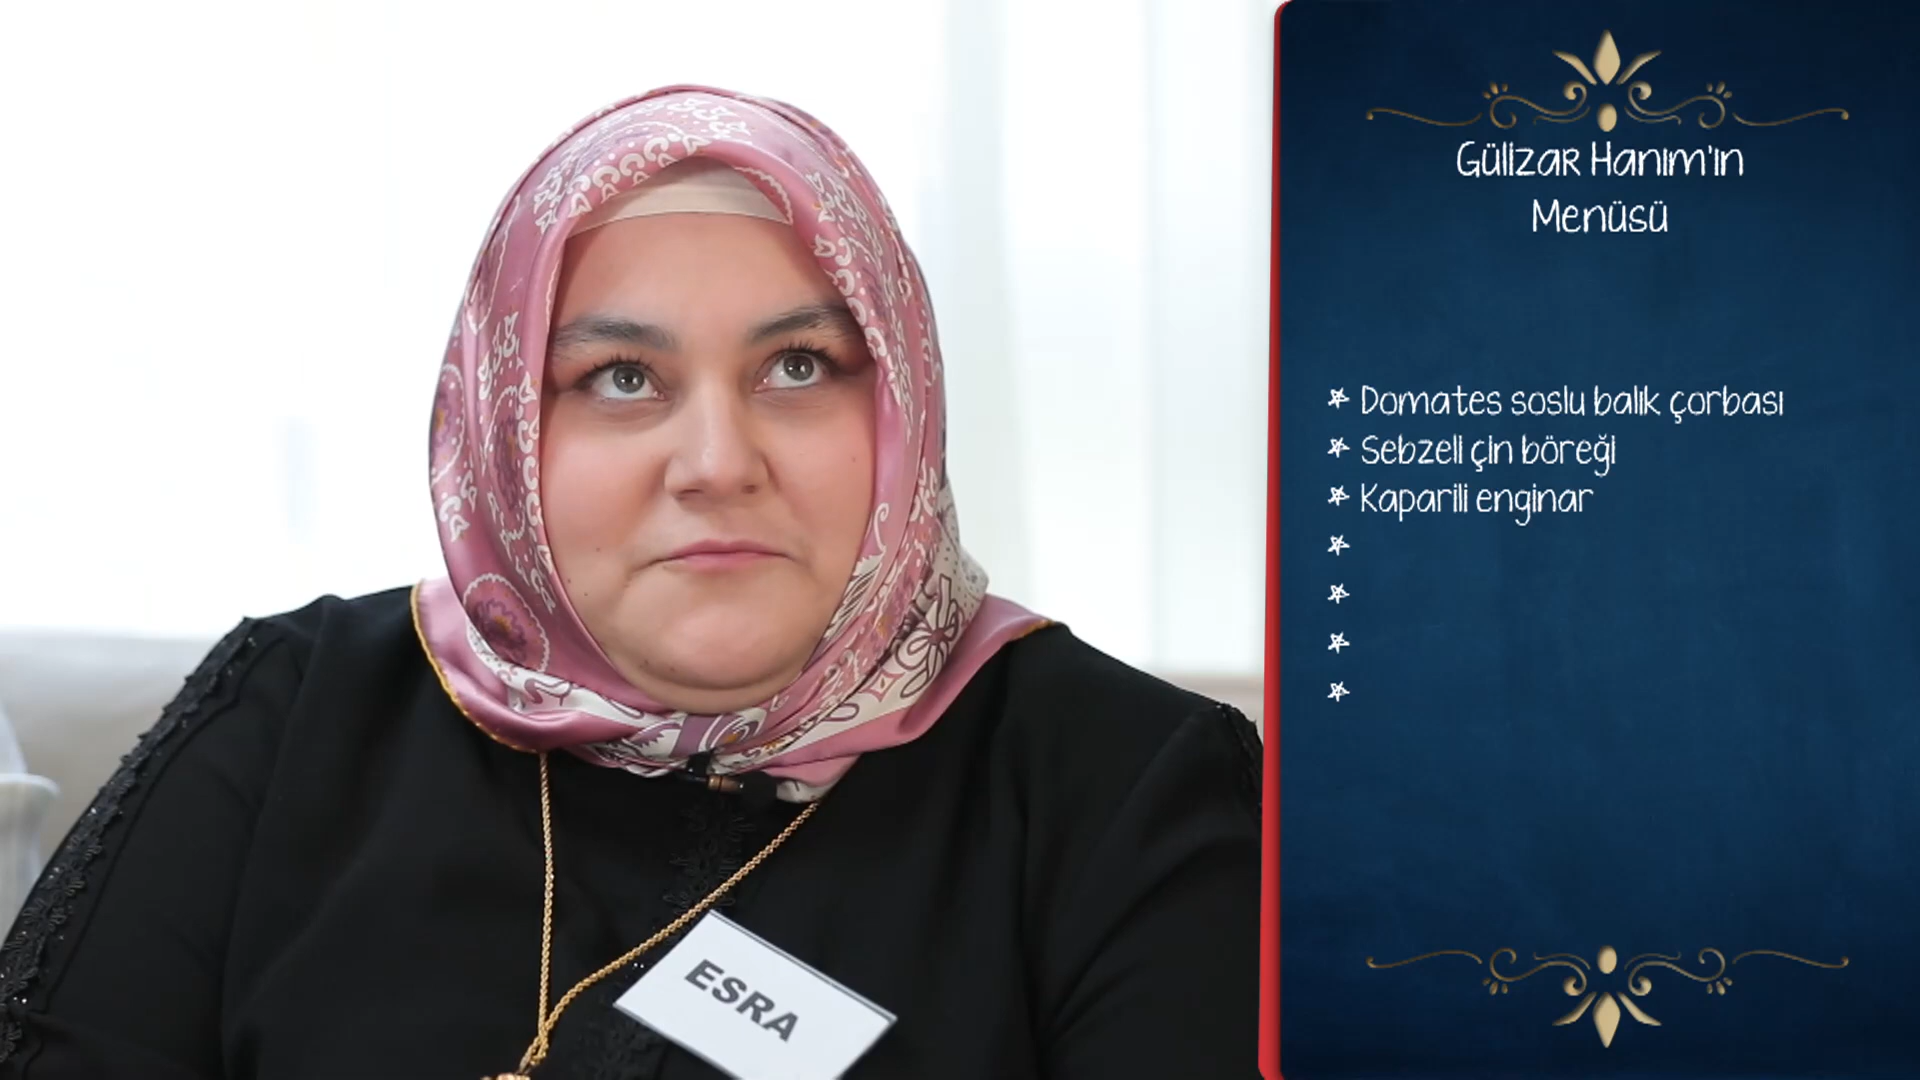 Gülizar Hanım'ın
Menüsü
Domates soslu balık çorbası
Sebzeli çin böreği
Kaparili enginar
ESRA